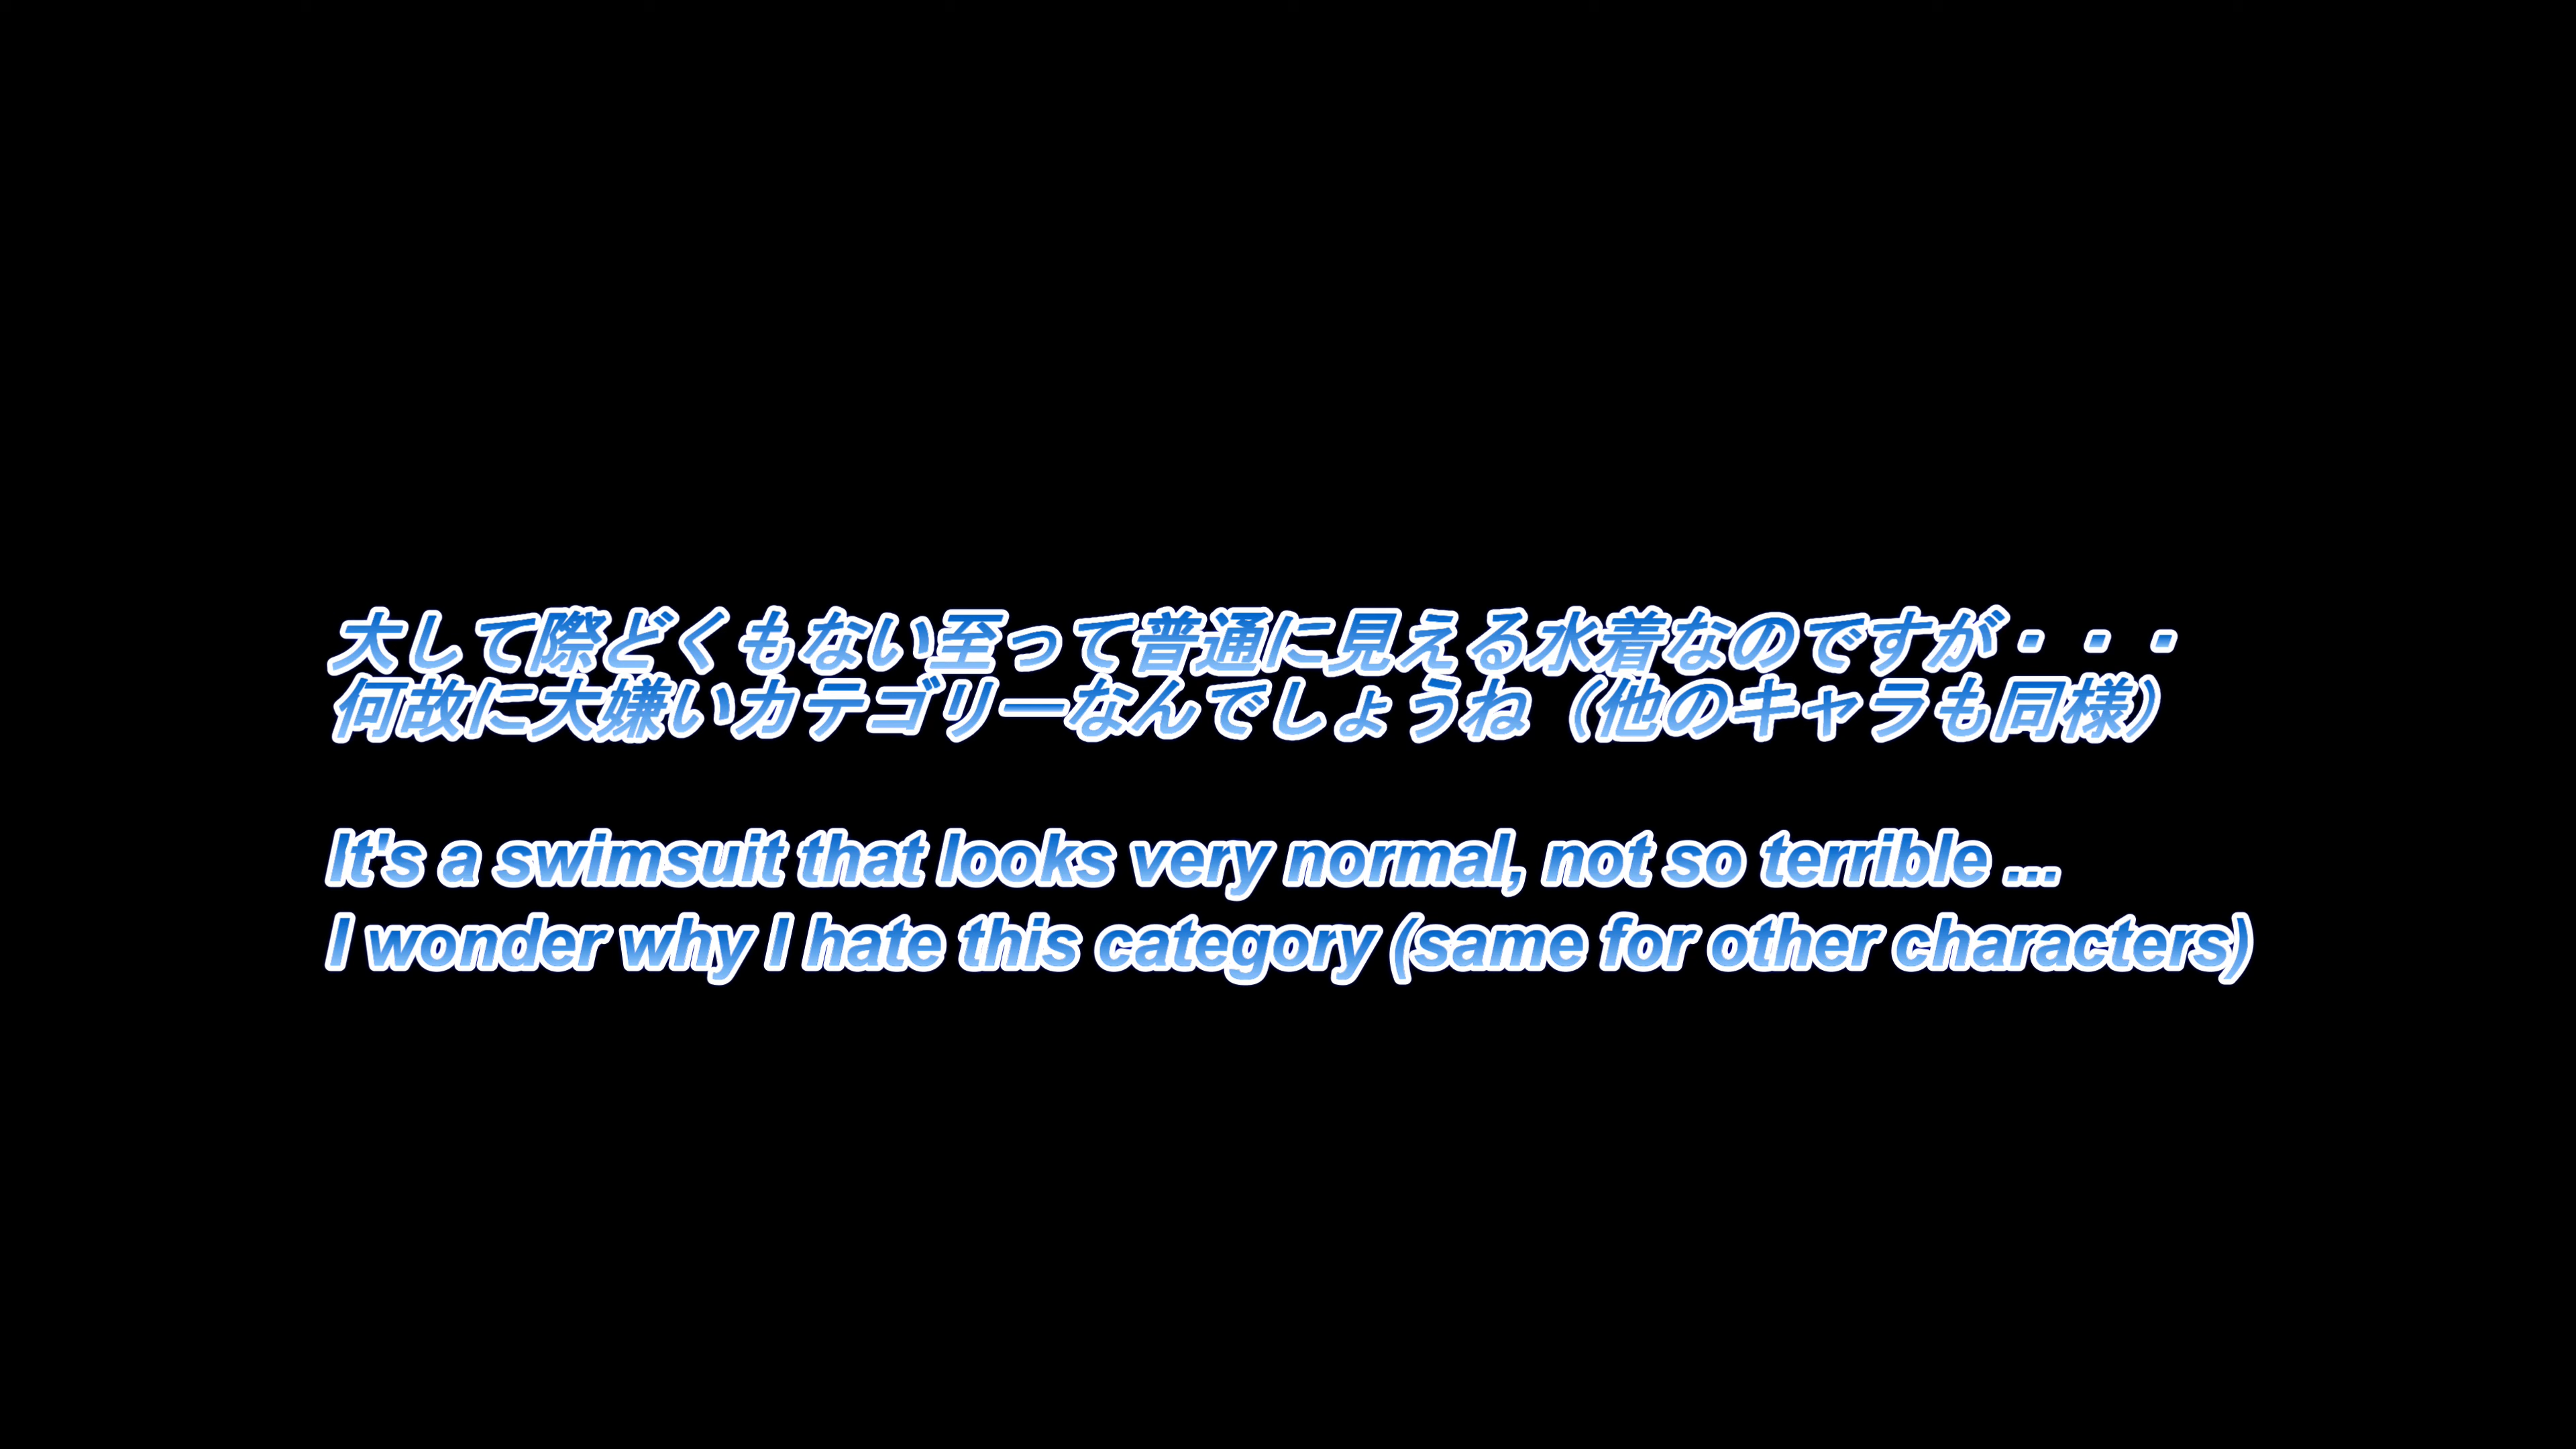 大して際どくもない至って普通に見える水着なのですが・・・
何故に大嫌いカテゴリーなんでしょうね（他のキャラも同様）
It's a swimsuit that looks very normal, not so terrible ...
I wonder why I hate this category (same for other characters)